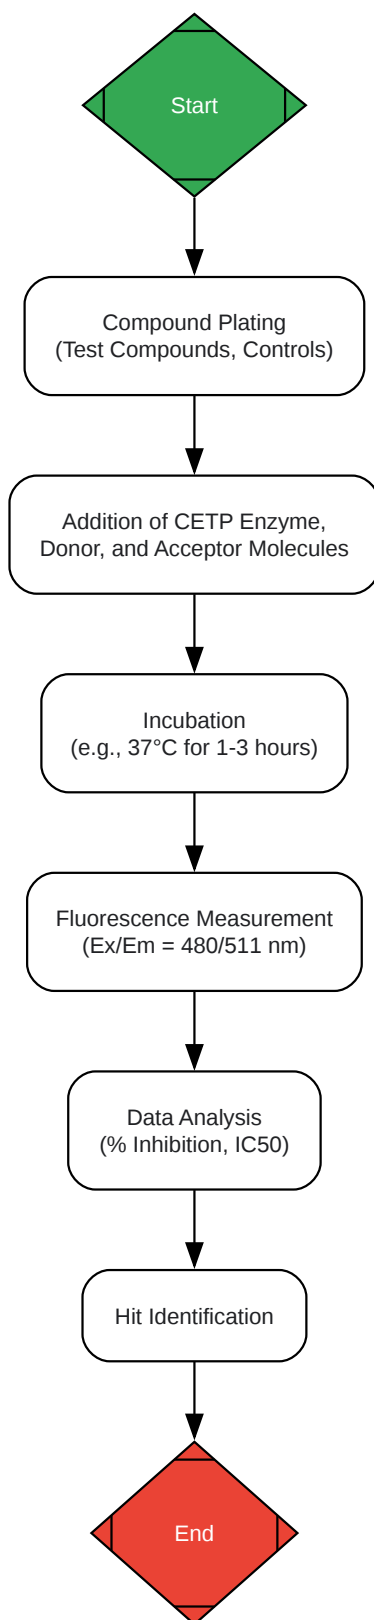 Start
Compound Plating
(Test Compounds, Controls)
Addition of CETP Enzyme,
Donor, and Acceptor Molecules
Incubation
(e.g., 37°C for 1-3 hours)
Fluorescence Measurement
(Ex/Em = 480/511 nm)
Data Analysis
(% Inhibition, IC50)
Hit Identification
End